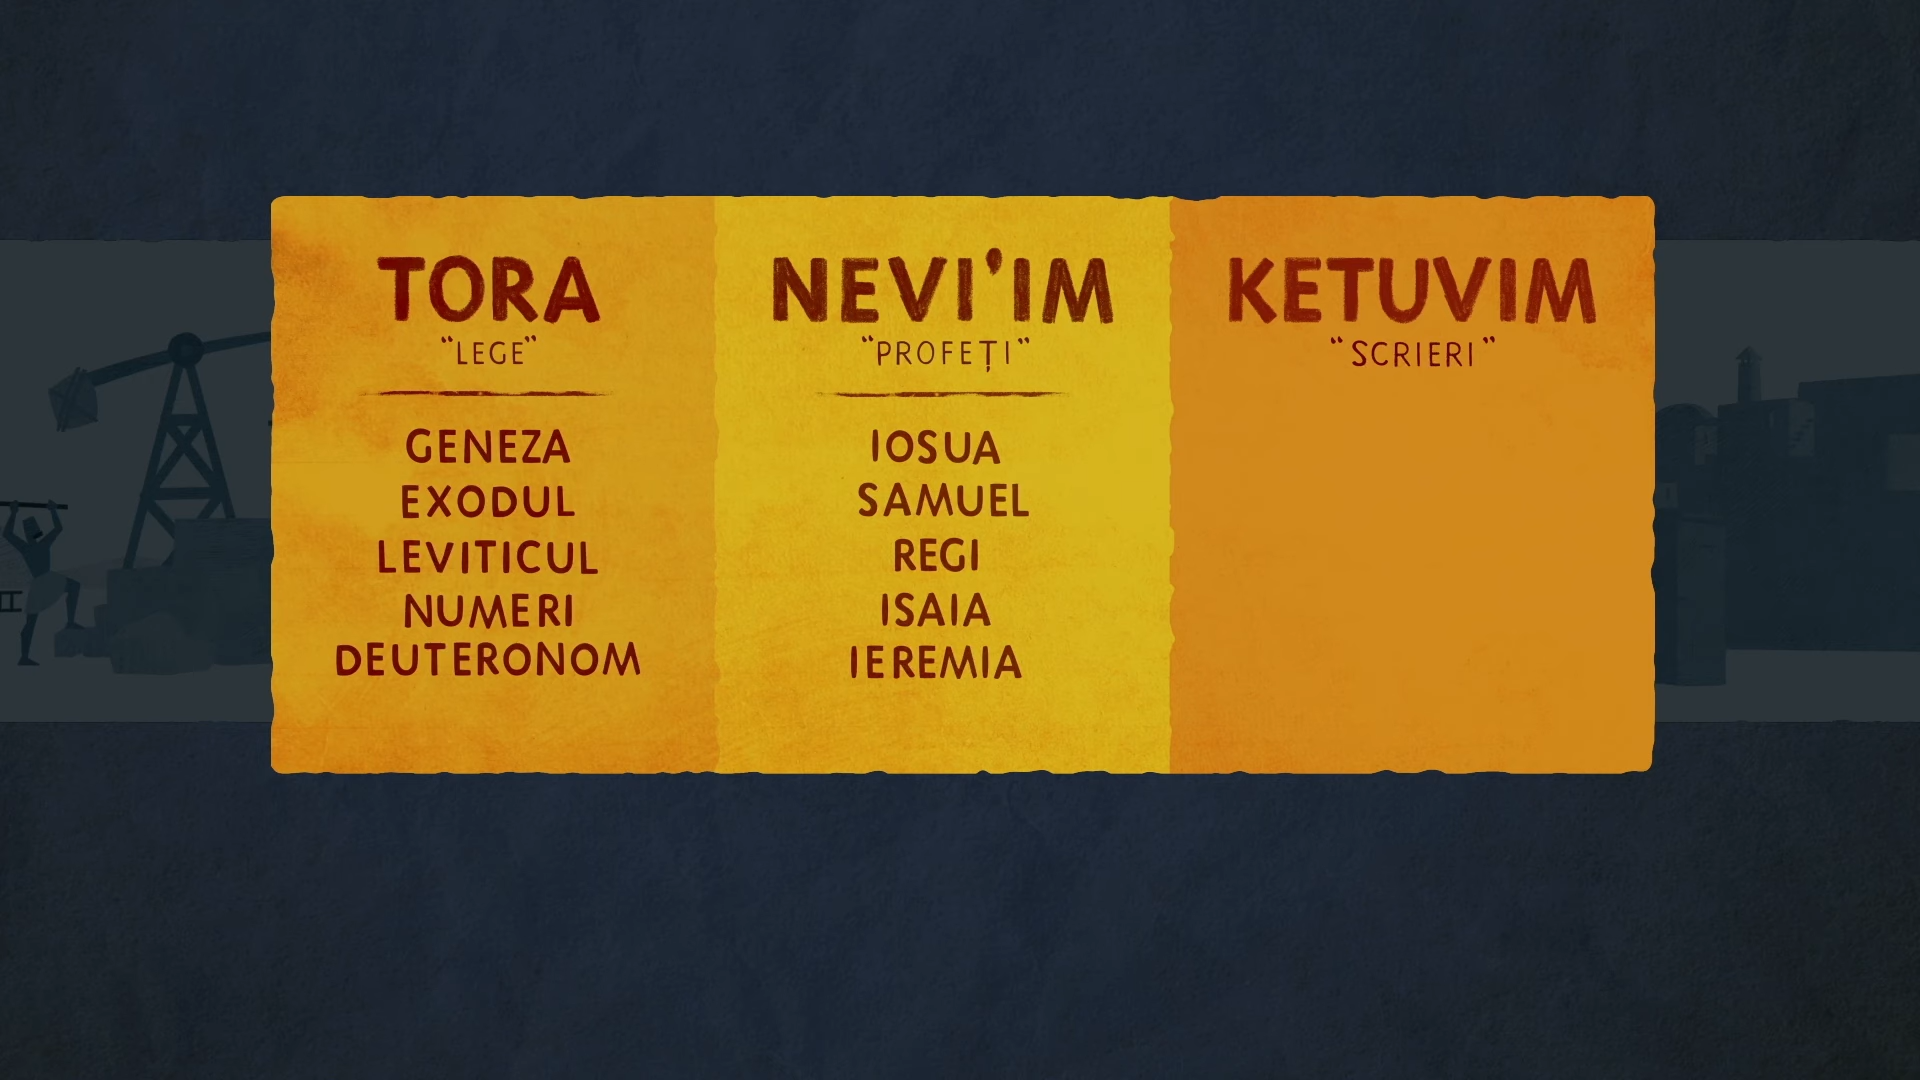 TORA
"LEGE"
GENEZA
EXODUL
LEVITICUL
NUMERI
DEUTERONOM
NEVI'IM
"PROFEȚI"
IOSUA
SAMUEL
REGI
ISAIA
IEREMIA
KETUVIM
"SCRIERI"